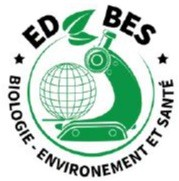 ED BES
BIOLOGIE - ENVIRONEMENT ET SANTÉ